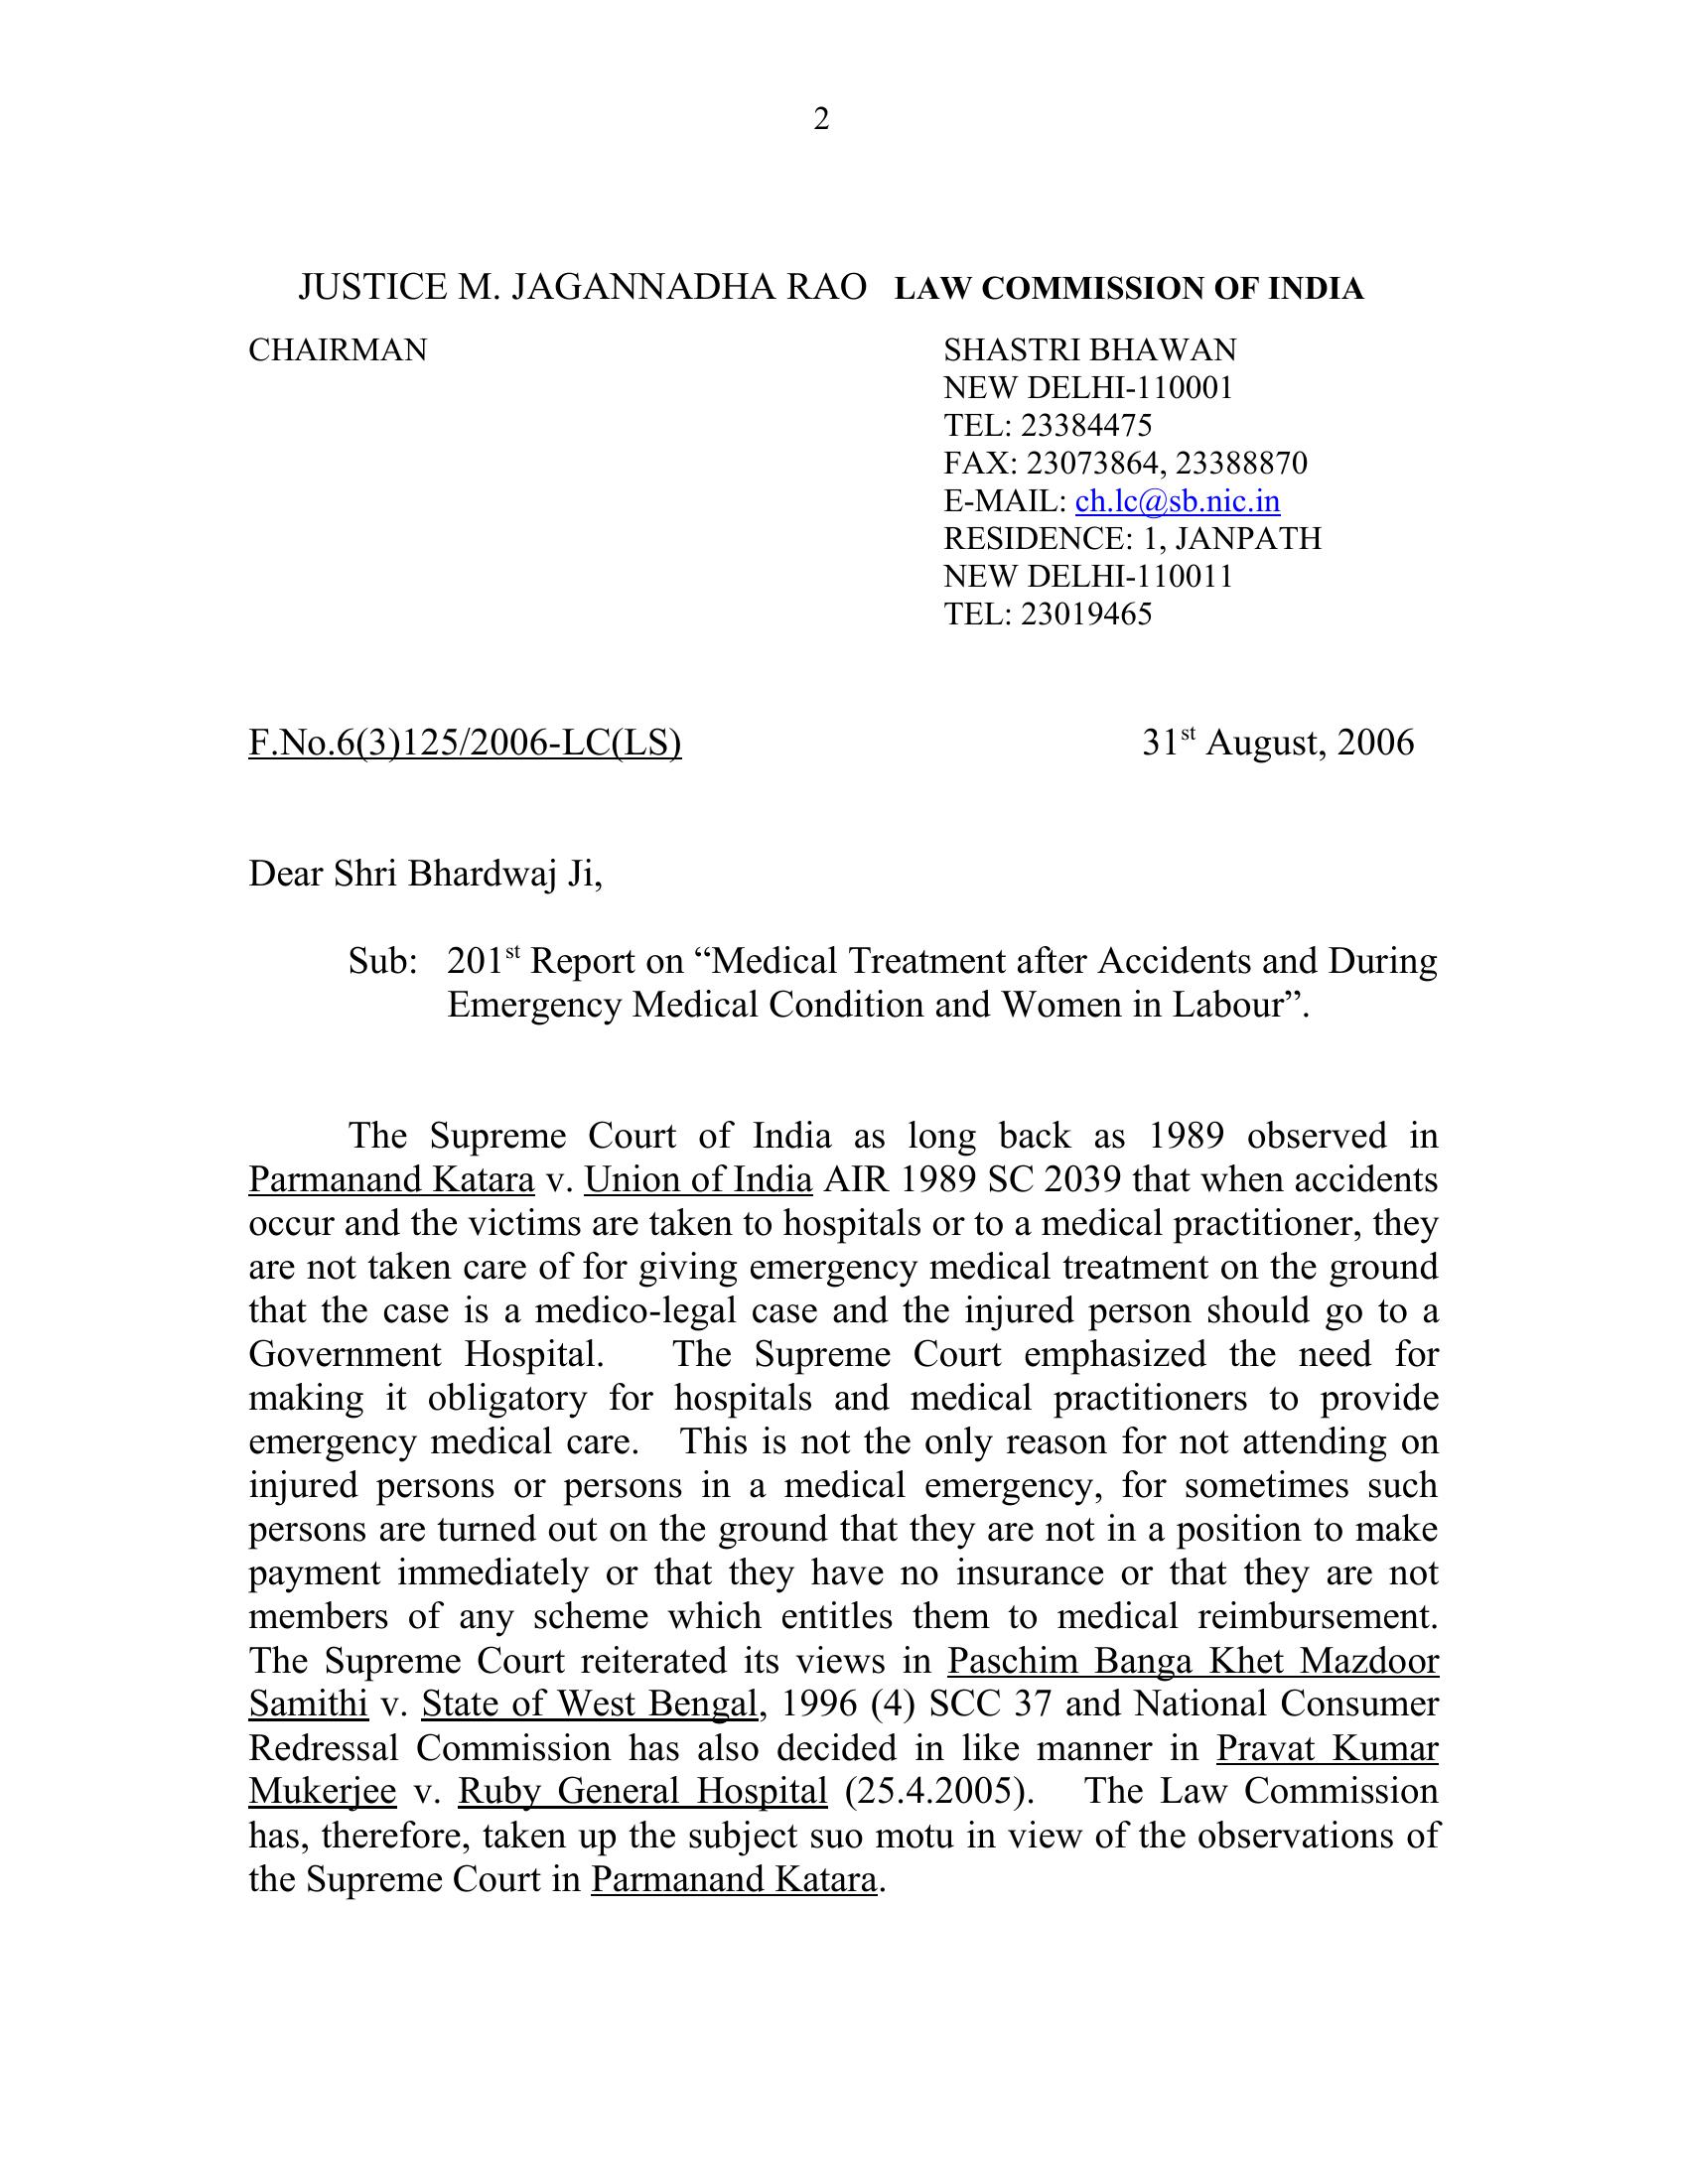 2
JUSTICE M. JAGANNADHA RAO LAW COMMISSION OF INDIA
CHAIRMAN
SHASTRI BHAWAN
NEW DELHI-110001
TEL: 23384475
FAX: 23073864, 23388870
E-MAIL: ch.lc@sb.nic.in
RESIDENCE: 1, JANPATH
NEW DELHI-110011
TEL: 23019465
F.No.6(3)125/2006-LC(LS) 31st August, 2006
Dear Shri Bhardwaj Ji,
Sub: 201st Report on “Medical Treatment after Accidents and During
Emergency Medical Condition and Women in Labour”.
The Supreme Court of India as long back as 1989 observed in
Parmanand Katara v. Union of India AIR 1989 SC 2039 that when accidents
occur and the victims are taken to hospitals or to a medical practitioner, they
are not taken care of for giving emergency medical treatment on the ground
that the case is a medico-legal case and the injured person should go to a
Government Hospital. The Supreme Court emphasized the need for
making it obligatory for hospitals and medical practitioners to provide
emergency medical care. This is not the only reason for not attending on
injured persons or persons in a medical emergency, for sometimes such
persons are turned out on the ground that they are not in a position to make
payment immediately or that they have no insurance or that they are not
members of any scheme which entitles them to medical reimbursement.
The Supreme Court reiterated its views in Paschim Banga Khet Mazdoor
Samithi v. State of West Bengal, 1996 (4) SCC 37 and National Consumer
Redressal Commission has also decided in like manner in Pravat Kumar
Mukerjee v. Ruby General Hospital (25.4.2005). The Law Commission
has, therefore, taken up the subject suo motu in view of the observations of
the Supreme Court in Parmanand Katara.